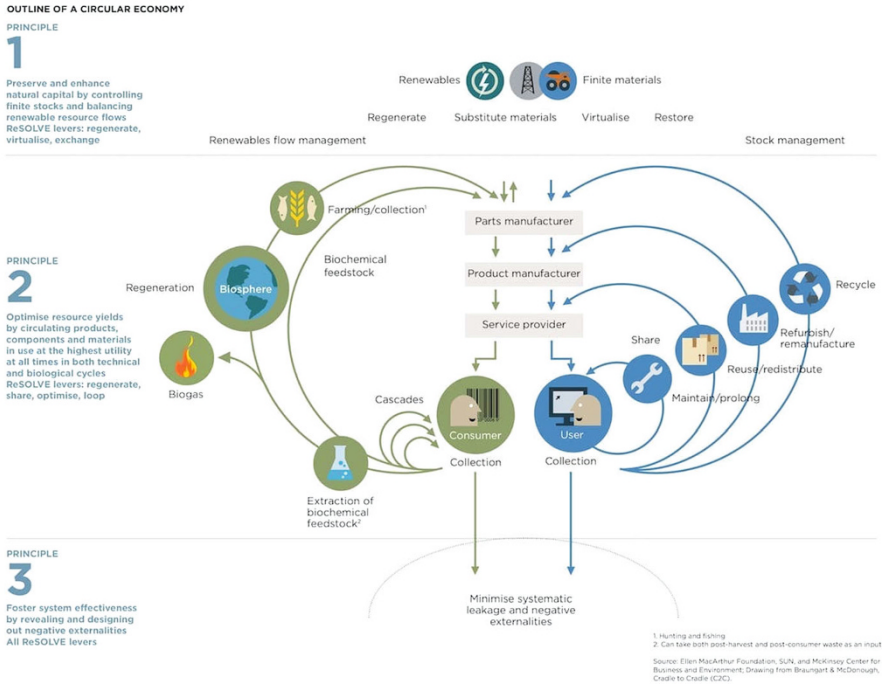 OUTLINE OF A CIRCULAR ECONOMY
PRINCIPLE
1
Preserve and enhance
natural capital by controlling
finite stocks and balancing
renewable resource flows
ReSOLVE levers: regenerate,
virtualise, exchange
Renewables
Finite materials
Regenerate
Substitute materials
Virtualise
Restore
Renewables flow management
Stock management
PRINCIPLE
2
Optimise resource yields
by circulating products,
components and materials
in use at the highest utility
at all times in both technical
and biological cycles
ReSOLVE levers: regenerate,
share, optimise, loop
Farming/collection¹
Biochemical
feedstock
Regeneration
Biosphere
Biogas
Cascades
Extraction of
biochemical
feedstock²
Parts manufacturer
Product manufacturer
Service provider
Consumer
Collection
User
Collection
Share
Maintain/prolong
Reuse/redistribute
Refurbish/
remanufacture
Recycle
PRINCIPLE
3
Foster system effectiveness
by revealing and designing
out negative externalities
All ReSOLVE levers
Minimise systematic
leakage and negative
externalities
1. Hunting and fishing
2. Can take both post-harvest and post-consumer waste as an input
Source: Ellen MacArthur Foundation, SUN, and McKinsey Center for
Business and Environment; Drawing from Braungart & McDonough,
Cradle to Cradle (C2C).